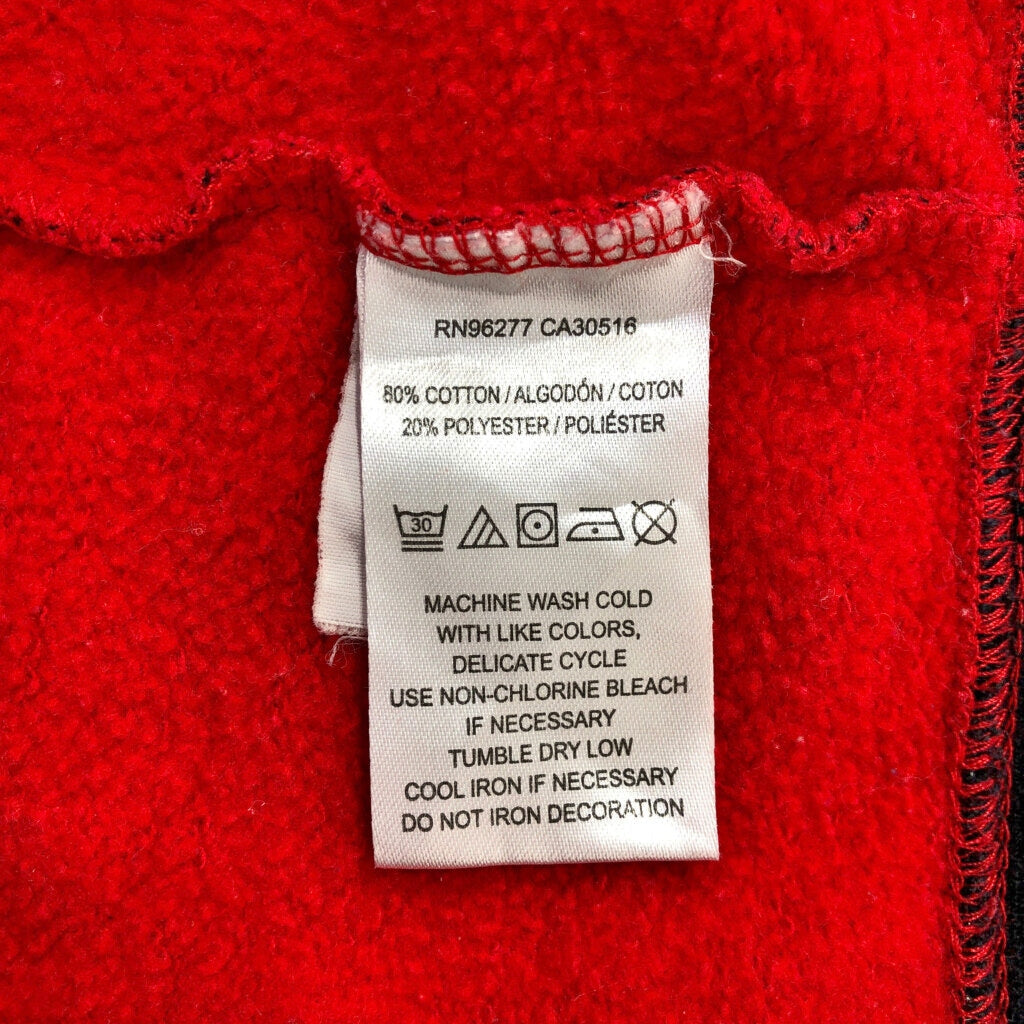 RN96277 CA30516
80% COTTON / ALGODÓN / COTON
20% POLYESTER / POLIÉSTER
30
MACHINE WASH COLD
WITH LIKE COLORS,
DELICATE CYCLE
USE NON-CHLORINE BLEACH
IF NECESSARY
TUMBLE DRY LOW
COOL IRON IF NECESSARY
DO NOT IRON DECORATION